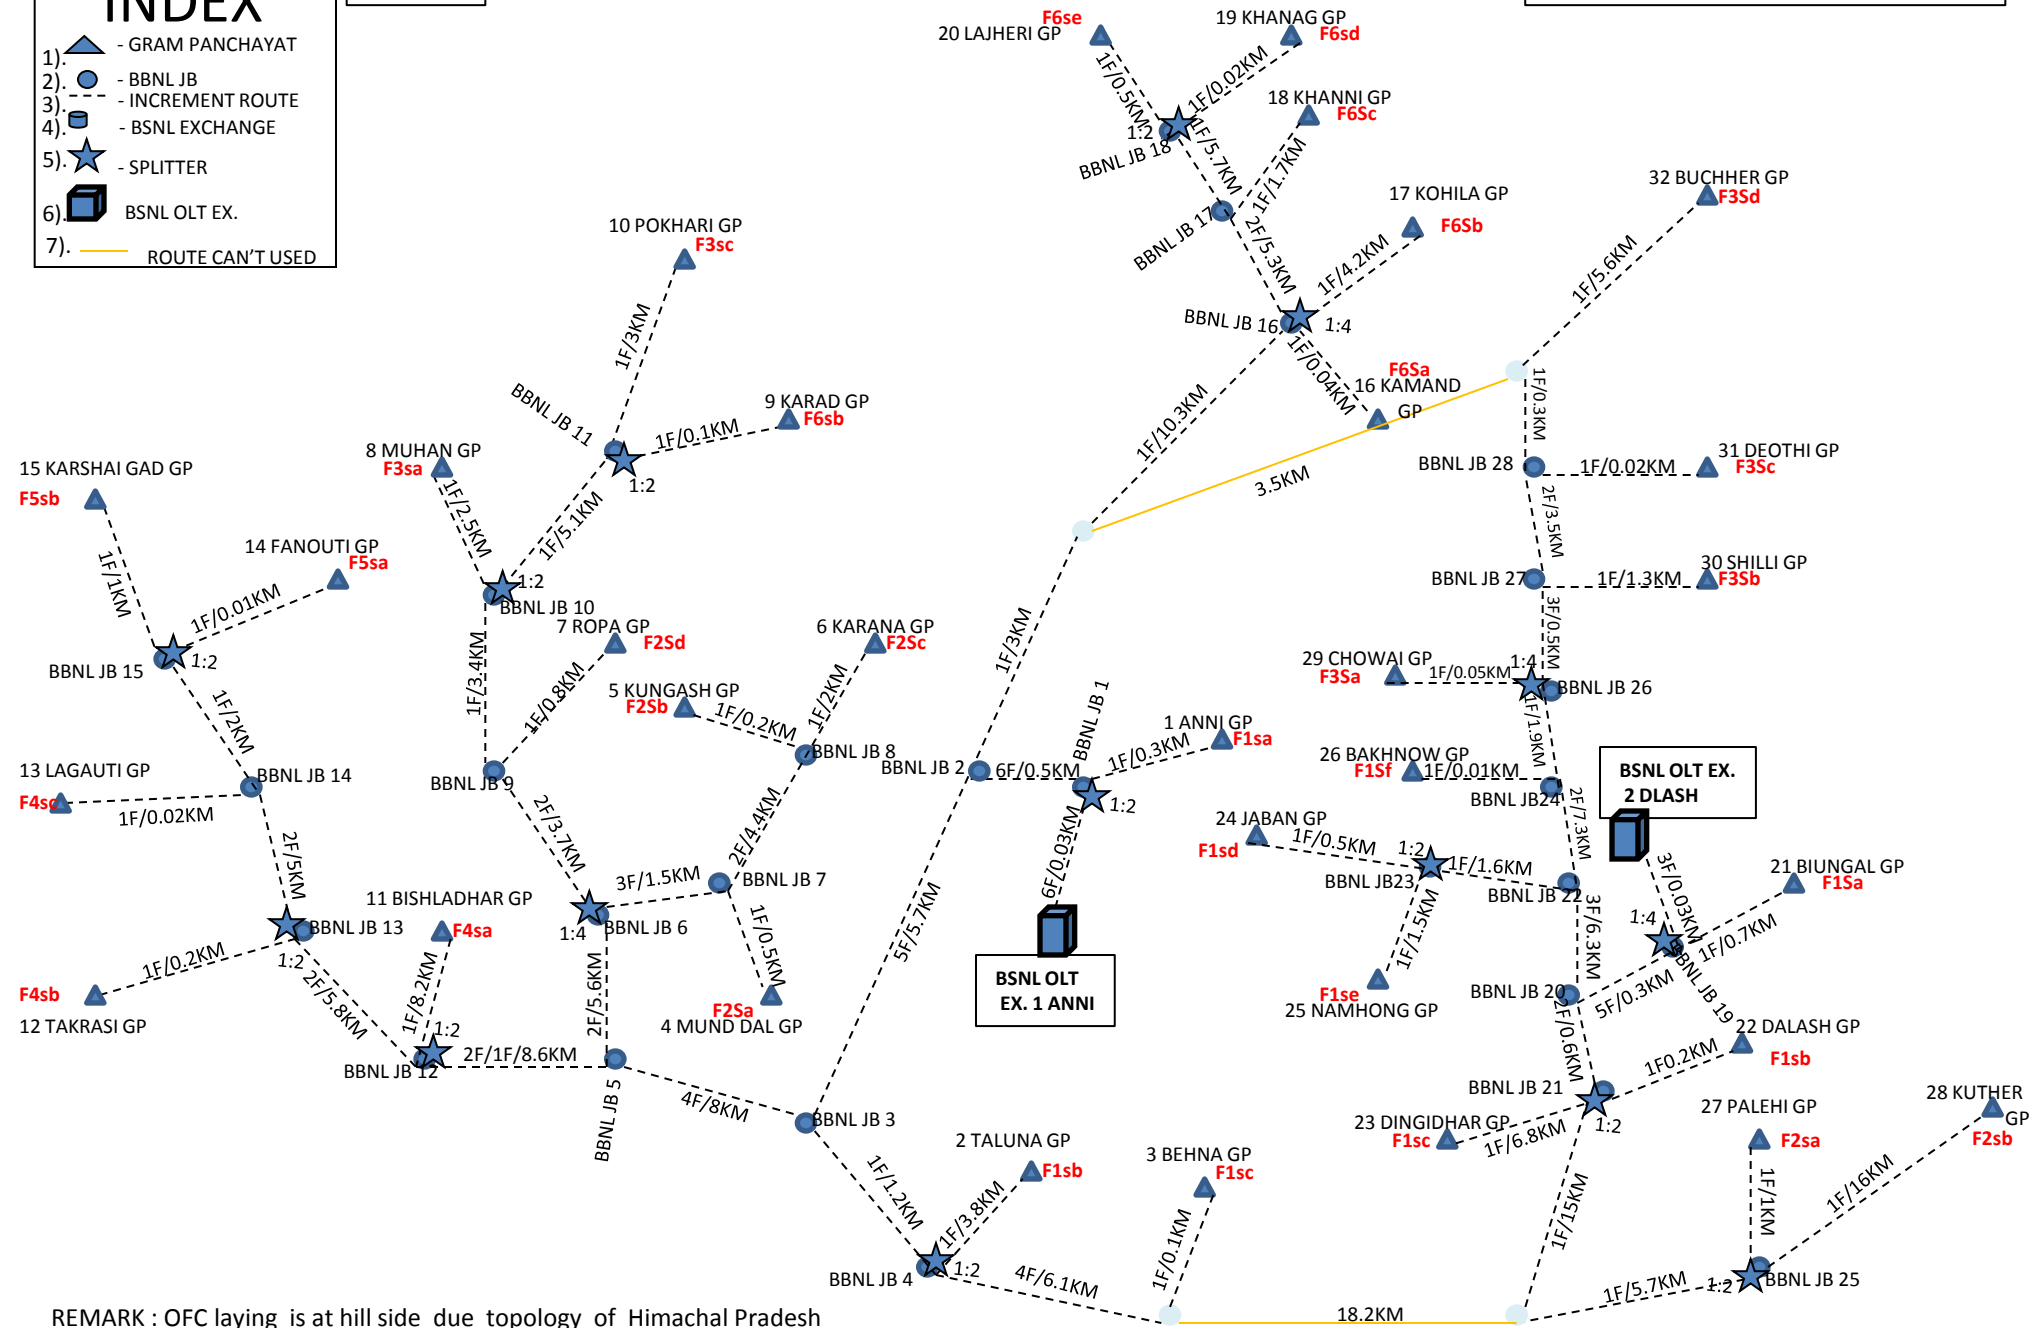 INDEX
1). - GRAM PANCHAYAT
2). - BBNL JB
3). - INCREMENT ROUTE
4). - BSNL EXCHANGE
5). - SPLITTER
6). BSNL OLT EX.
7). ROUTE CAN'T USED
F6se
20 LAJHERI GP
19 KHANAG GP
F6sd
1F/0.5KM
1F/0.02KM
18 KHANNI GP
F6Sc
1:2
BBNL JB 18
1F/5.7KM
1F/1.7KM
BBNL JB 17
2F/5.3KM
17 KOHILA GP
F6Sb
1F/4.2KM
BBNL JB 16
1:4
1F/0.04KM
F6Sa
16 KAMAND
GP
1F/10.3KM
3.5KM
32 BUCHHER GP
F3Sd
1F/5.6KM
1F/0.3KM
BBNL JB 28
1F/0.02KM
31 DEOTHI GP
F3Sc
2F/3.5KM
BBNL JB 27
1F/1.3KM
30 SHILLI GP
F3Sb
3F/0.5KM
29 CHOWAI GP
F3Sa
1F/0.05KM
1:4
BBNL JB 26
1F/1.9KM
26 BAKHNOW GP
F1Sf
1F/0.01KM
BBNL JB24
2F/7.3KM
BSNL OLT EX.
2 DLASH
24 JABAN GP
F1sd
1F/0.5KM
1:2
1F/1.6KM
BBNL JB23
BBNL JB 22
1F/1.5KM
F1se
25 NAMHONG GP
3F/6.3KM
3F/0.03KM
21 BIUNGAL GP
F1Sa
1:4
1F/0.7KM
BBNL JB 19
BBNL JB 20
5F/0.3KM
2F/0.6KM
22 DALASH GP
F1sb
1F0.2KM
BBNL JB 21
23 DINGIDHAR GP
F1sc
1F/6.8KM
1:2
27 PALEHI GP
F2sa
28 KUTHER
GP
F2sb
1F/15KM
1F/1KM
1F/16KM
1F/5.7KM
1:2
BBNL JB 25
18.2KM
10 POKHARI GP
F3sc
1F/3KM
BBNL JB 11
9 KARAD GP
F6sb
1F/0.1KM
1:2
8 MUHAN GP
F3sa
1F/2.5KM
1F/5.1KM
1:2
BBNL JB 10
15 KARSHAI GAD GP
F5sb
1F/1KM
14 FANOUTI GP
F5sa
1F/0.01KM
BBNL JB 15
1:2
1F/2KM
7 ROPA GP
F2Sd
1F/3.4KM
1F/0.8KM
BBNL JB 9
6 KARANA GP
F2Sc
5 KUNGASH GP
F2Sb
1F/0.2KM
1F/2KM
BBNL JB 8
2F/3.7KM
2F/4.4KM
3F/1.5KM
BBNL JB 7
13 LAGAUTI GP
F4sc
1F/0.02KM
BBNL JB 14
2F/5KM
11 BISHLADHAR GP
F4sa
BBNL JB 13
1:2
1F/0.2KM
F4sb
12 TAKRASI GP
2F/5.8KM
1F/8.2KM
1:2
BBNL JB 12
2F/1F/8.6KM
1:4
BBNL JB 6
2F/5.6KM
1F/0.5KM
F2Sa
4 MUND DAL GP
BBNL JB 5
4F/8KM
BBNL JB 3
1F/3KM
BBNL JB 2
6F/0.5KM
BBNL JB 1
1 ANNI GP
F1sa
1F/0.3KM
1:2
6F/0.03KM
5F/5.7KM
BSNL OLT
EX. 1 ANNI
1F/1.2KM
2 TALUNA GP
F1sb
1F/3.8KM
3 BEHNA GP
F1sc
1F/0.1KM
BBNL JB 4
1:2
4F/6.1KM
REMARK : OFC laying is at hill side due topology of Himachal Pradesh